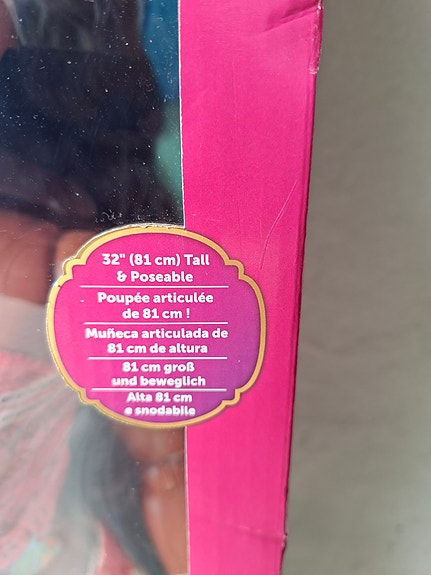 32" (81 cm) Tall
& Poseable
Poupée articulée
de 81 cm !
Muñeca articulada de
81 cm de altura
81 cm groß
und beweglich
Alta 81 cm
e snodabile